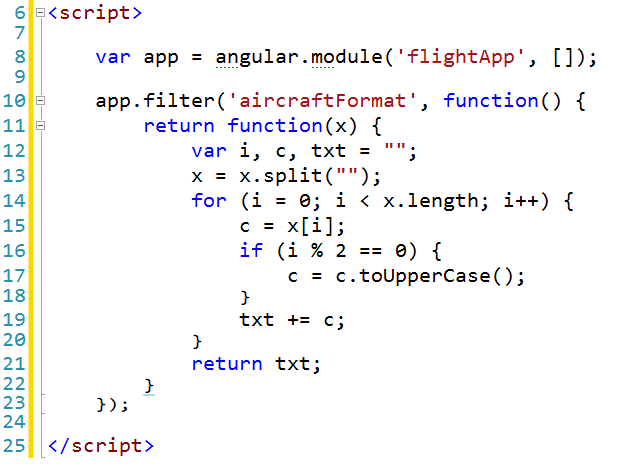 6 <script>
7
8     var app = angular.module('flightApp', []);
9
10     app.filter('aircraftFormat', function() {
11         return function(x) {
12             var i, c, txt = "";
13             x = x.split("");
14             for (i = 0; i < x.length; i++) {
15                 c = x[i];
16                 if (i % 2 == 0) {
17                     c = c.toUpperCase();
18                 }
19                 txt += c;
20             }
21             return txt;
22         }
23     });
24
25 </script>